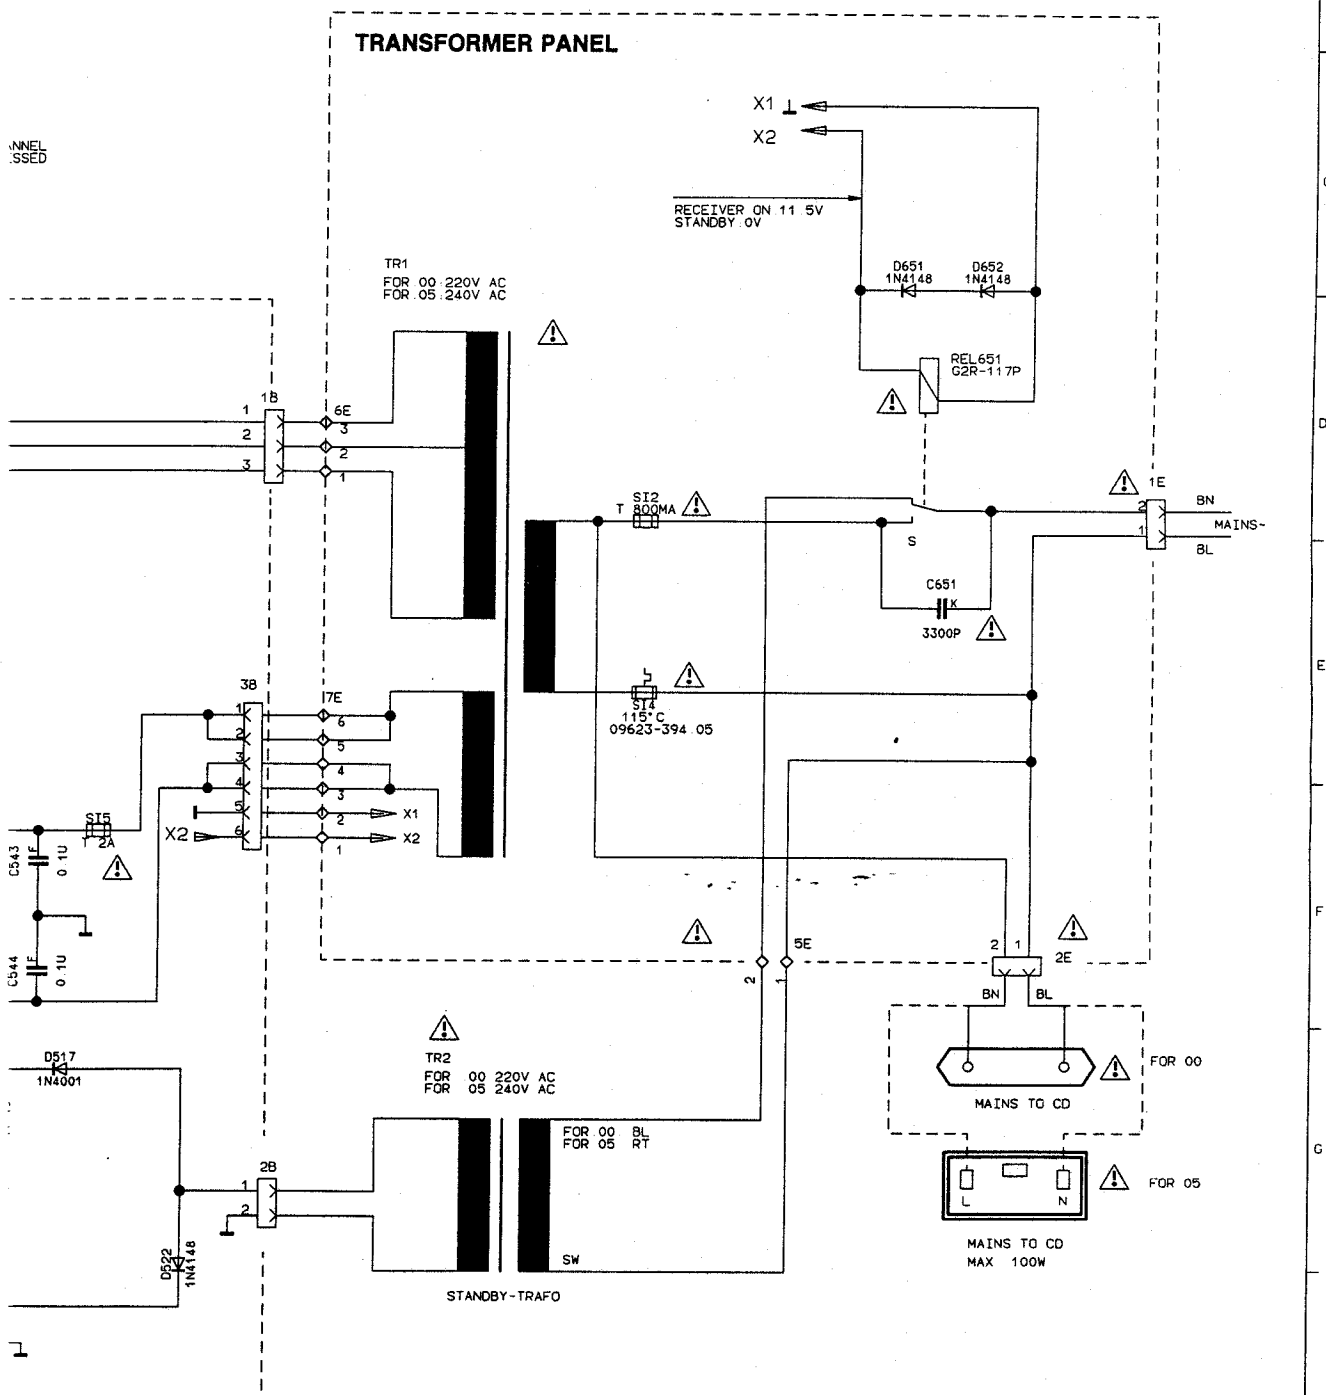 TRANSFORMER PANEL
X1
X2
ANNEL
SSED
RECEIVER ON 11.5V
STANDBY 0V
TR1
FOR 00 220V AC
FOR 05 240V AC
D651
1N4148
D652
1N4148
REL651
G2R-117P
1B
6E
1
2
3
3
2
1
SI2
T 800MA
S
C651
K
3300P
1E
2
1
BN
MAINS~
BL
SI4
115°C
09623-394.05
3B
7E
1
2
3
4
5
6
6
5
4
3
2
1
X1
X2
X2
SI5
T 2A
C543
F
0.1U
C544
F
0.1U
5E
2
1
2
1
2E
BN
BL
TR2
FOR 00 220V AC
FOR 05 240V AC
FOR 00 BL
FOR 05 RT
SW
STANDBY-TRAFO
D517
1N4001
2B
1
2
D522
1N4148
FOR 00
MAINS TO CD
L
N
FOR 05
MAINS TO CD
MAX 100W
D
E
F
G